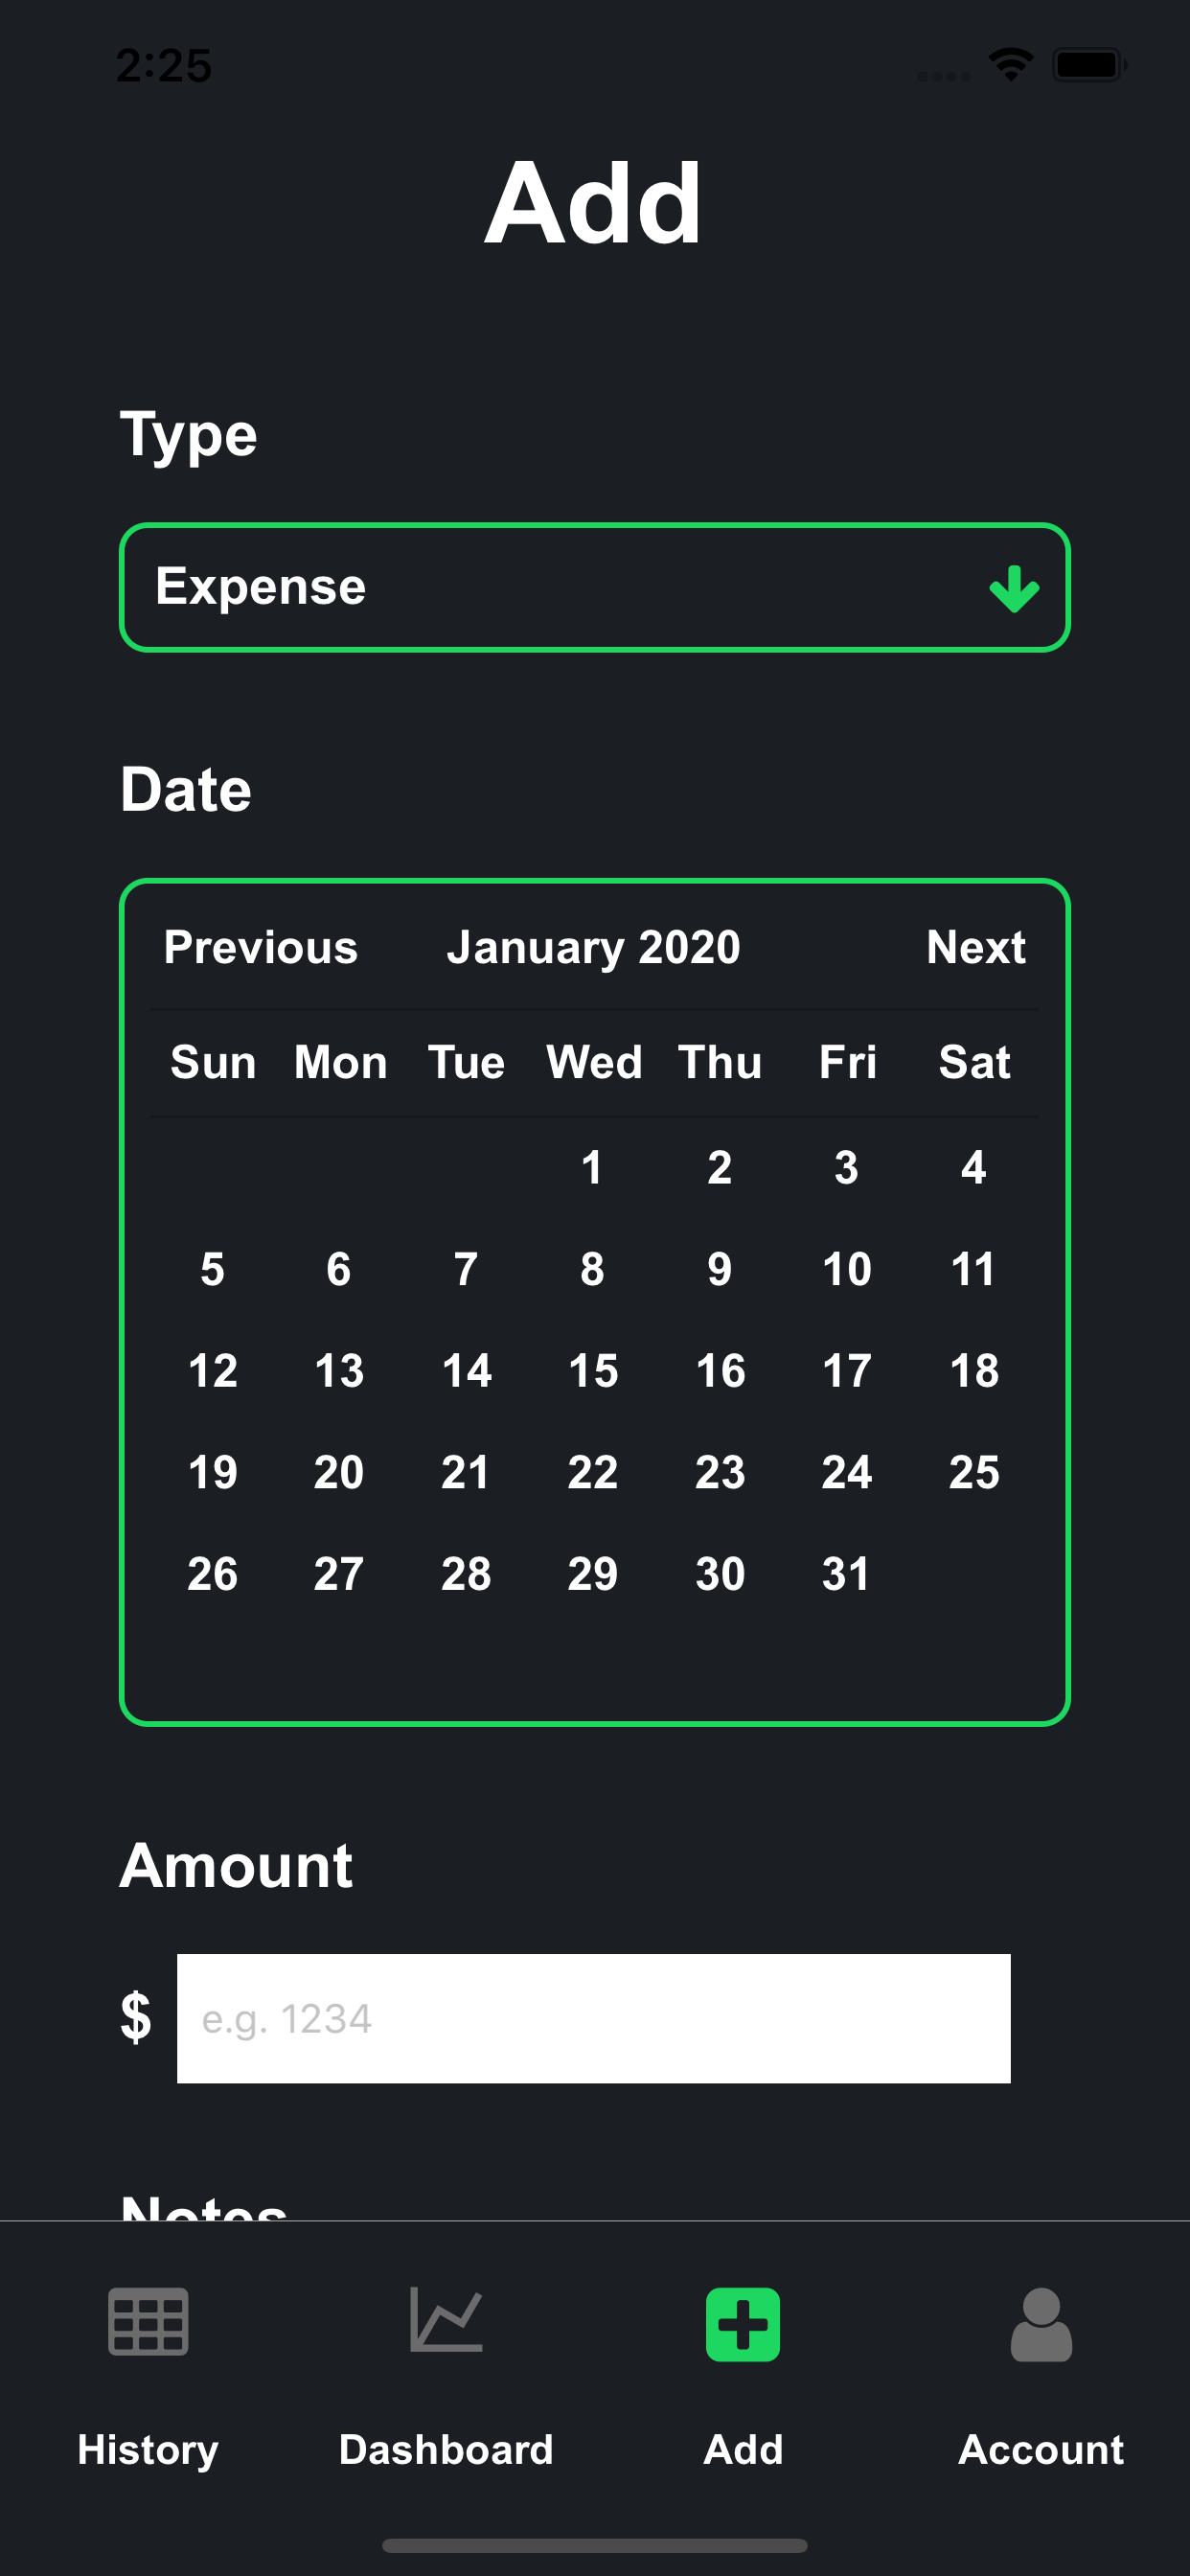 2:25
Add
Type
Expense
Date
Previous January 2020 Next
Sun Mon Tue Wed Thu Fri Sat
1 2 3 4
5 6 7 8 9 10 11
12 13 14 15 16 17 18
19 20 21 22 23 24 25
26 27 28 29 30 31
Amount
$ e.g. 1234
Notes
History Dashboard Add Account